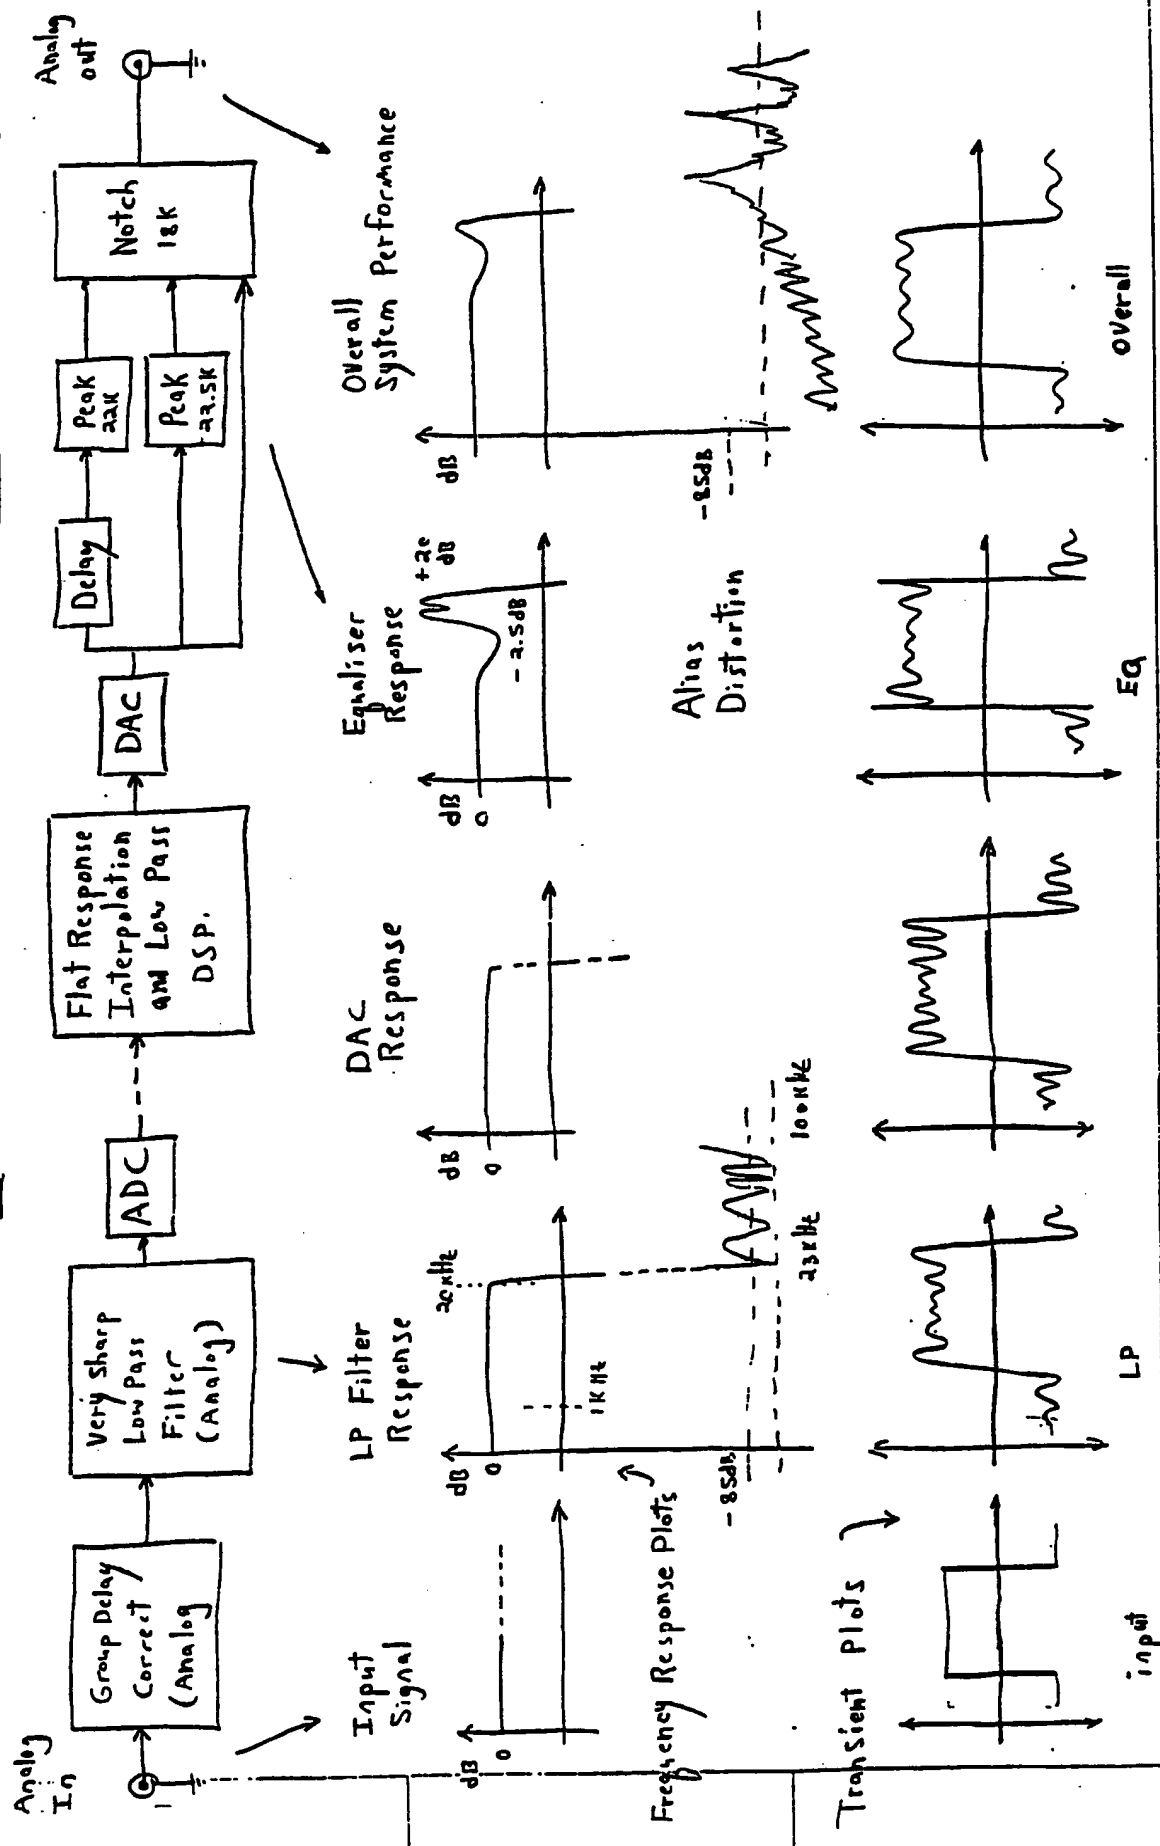 Analog
In
Group Delay
Correct
(Analog)
Very Sharp
Low Pass
Filter
(Analog)
ADC
Flat Response
Interpolation
and Low Pass
DSP.
DAC
Delay
Peak
22K
Peak
22.5K
Notch
18K
Analog
out
Input
Signal
LP Filter
Response
DAC
Response
Equaliser
Response
Overall
System Performance
dB
0
dB
0
20KHz
1KHz
-85dB
23KHz
100KHz
dB
0
dB
0
+20
dB
-2.5dB
dB
-85dB
Frequency Response Plots
Alias
Distortion
Transient Plots
input
LP
EQ
Overall